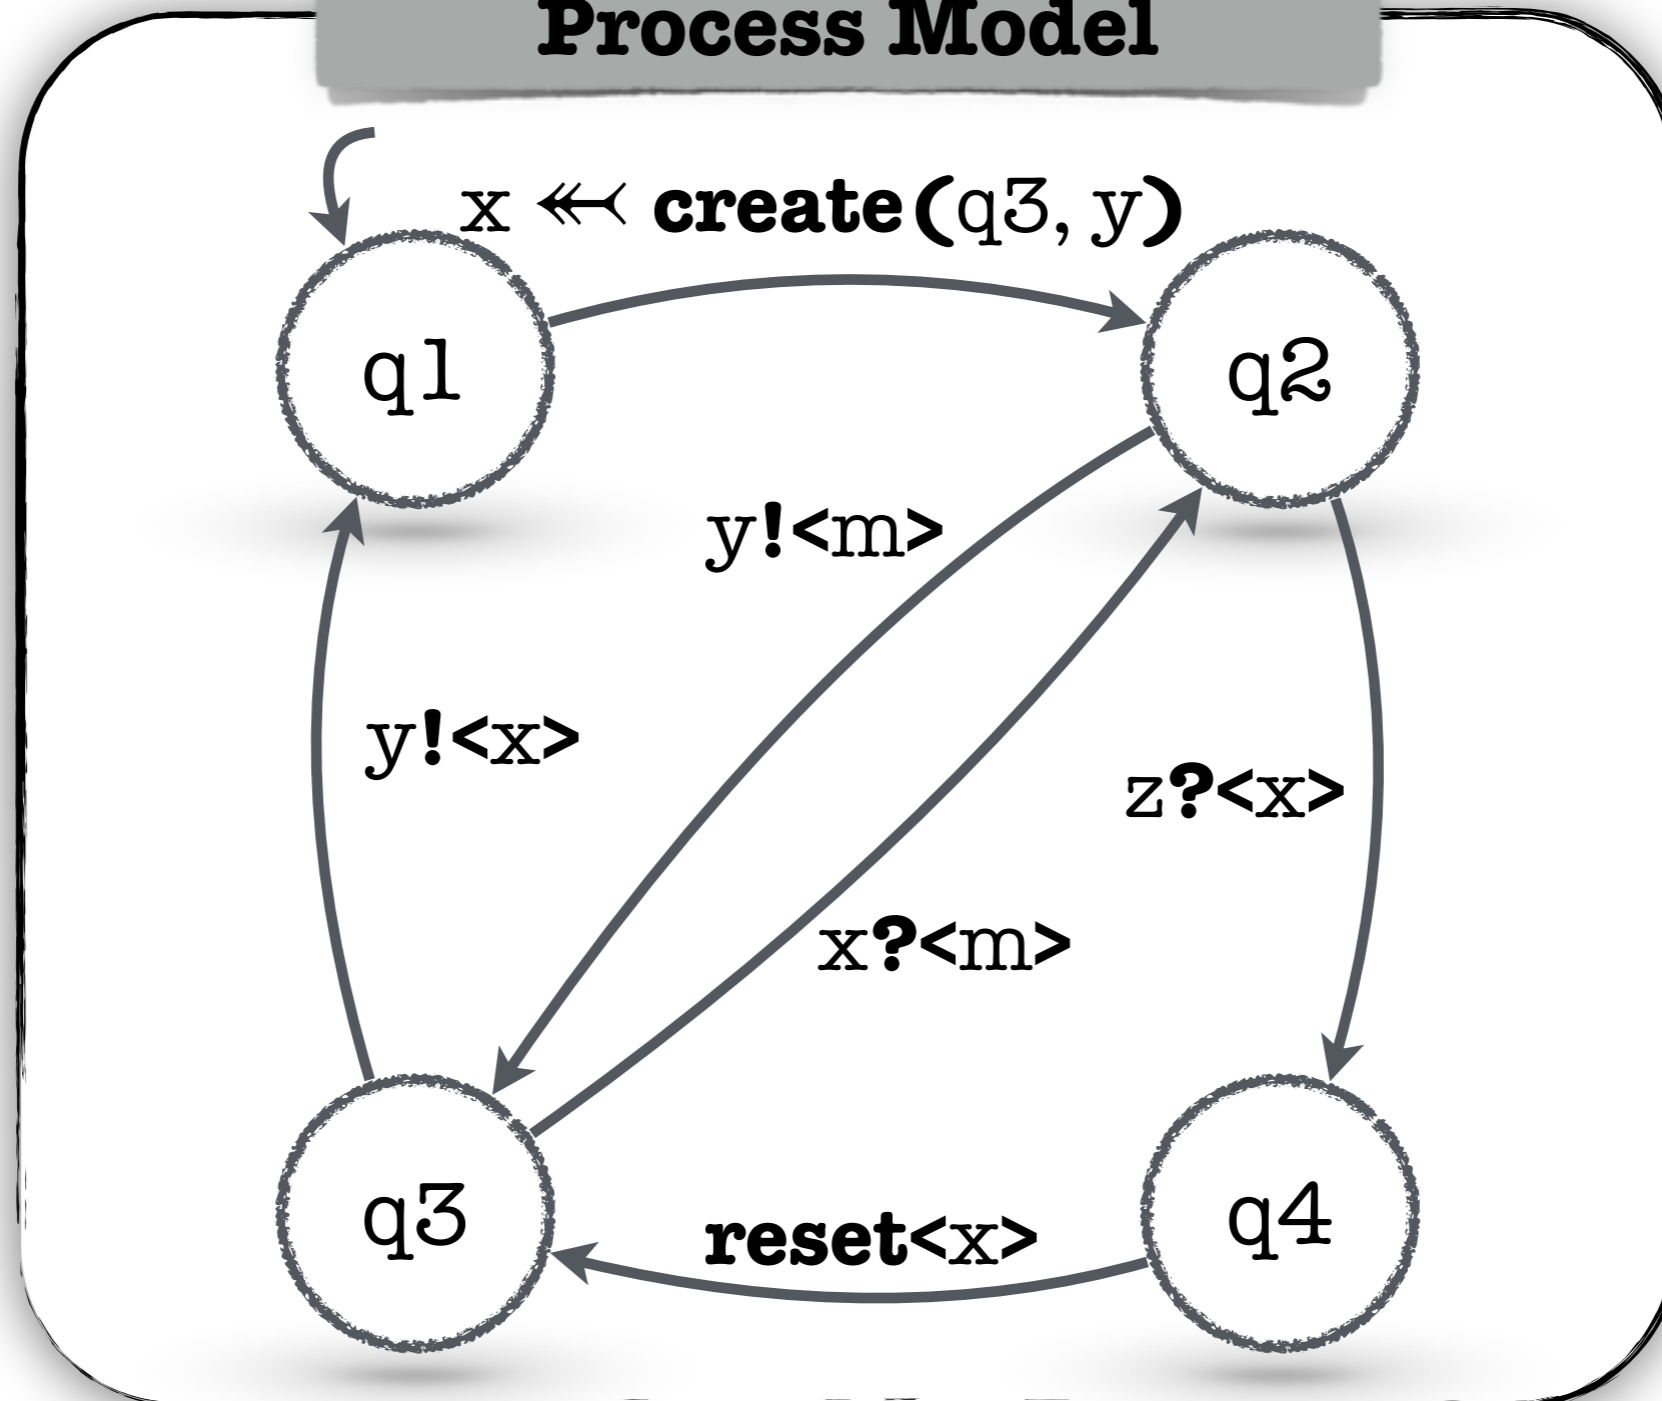 Process Model
x ⤛ create(q3, y)
q1
q2
y!<m>
y!<x>
z?<x>
x?<m>
q3
reset<x>
q4